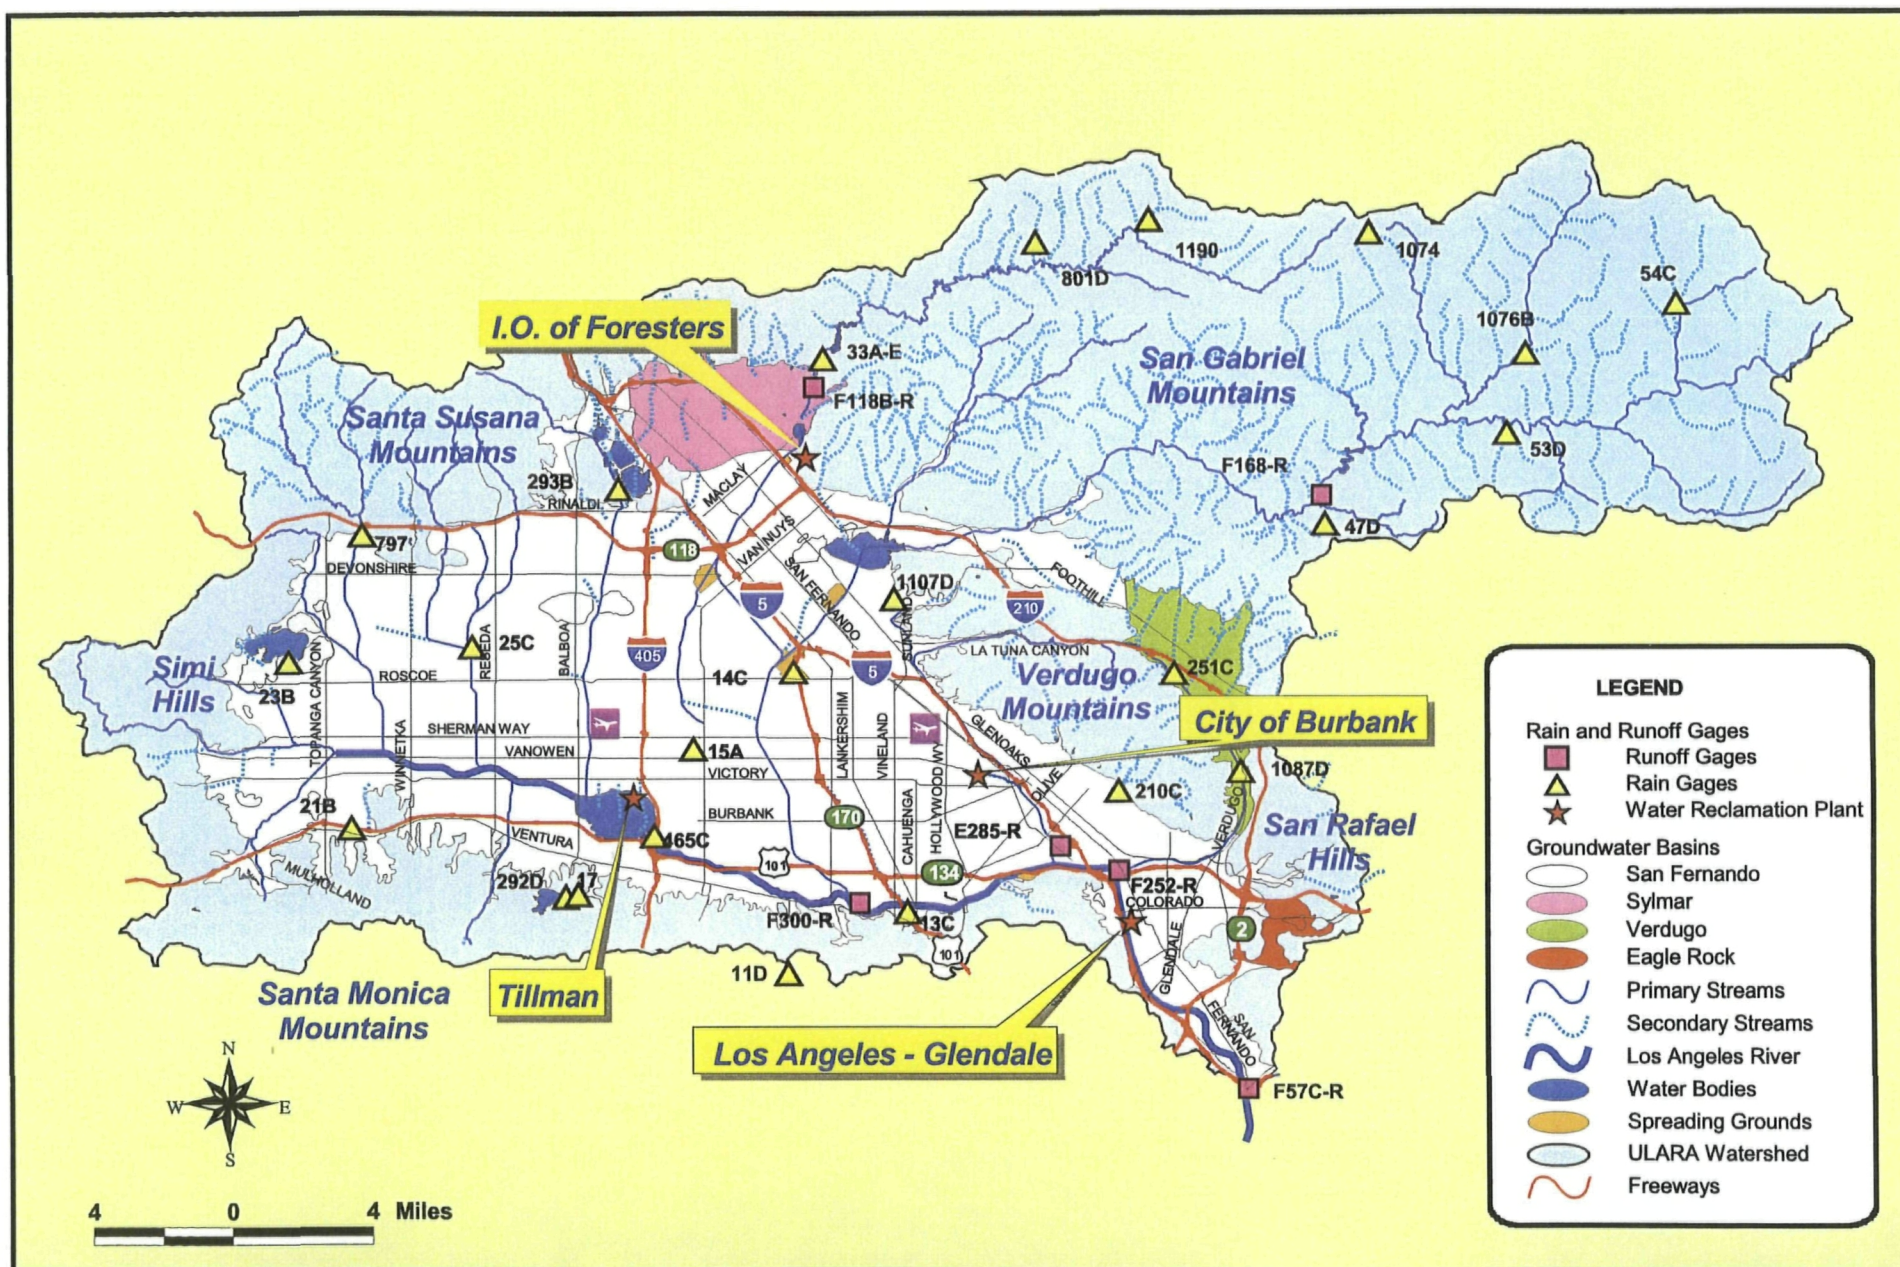 1190
1074
801D
54C
1076B
I.O. of Foresters
33A-E
San Gabriel
Mountains
F118B-R
Santa Susana
Mountains
53D
F168-R
293B
RINALDI
MACLAY
47D
797
118
VAN NUYS
DEVONSHIRE
SAN FERNANDO
FOOTHILL
1107D
5
210
25C
RESEDA
BALBOA
405
SUNLAND
LA TUNA CANYON
Simi
Hills
23B
TOPANGA CANYON
ROSCOE
14C
5
251C
Verdugo
Mountains
City of Burbank
SHERMAN WAY
VANOWEN
WINNETKA
15A
VICTORY
LANKERSHIM
VINELAND
HOLLYWOOD WY
GLENOAKS
OLIVE
1087D
210C
21B
BURBANK
170
CAHUENGA
E285-R
VERDUGO
San Rafael
Hills
VENTURA
465C
101
134
MULHOLLAND
292D
17
F300-R
13C
F252-R
COLORADO
2
101
GLENDALE
11D
Santa Monica
Mountains
Tillman
Los Angeles - Glendale
SAN
FERNANDO
F57C-R
N
W
E
S
4
0
4 Miles
LEGEND
Rain and Runoff Gages
Runoff Gages
Rain Gages
Water Reclamation Plant
Groundwater Basins
San Fernando
Sylmar
Verdugo
Eagle Rock
Primary Streams
Secondary Streams
Los Angeles River
Water Bodies
Spreading Grounds
ULARA Watershed
Freeways